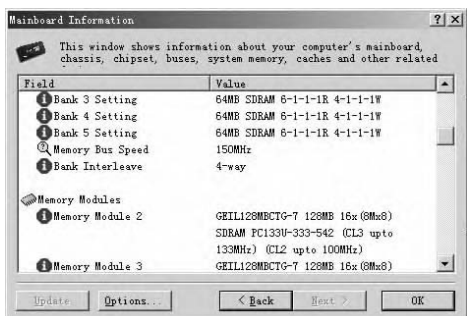 Mainboard Information
This window shows information about your computer's mainboard,
chassis, chipset, buses, system memory, caches and other related
Field Value
Bank 3 Setting 64MB SDRAM 6-1-1-1R 4-1-1-1W
Bank 4 Setting 64MB SDRAM 6-1-1-1R 4-1-1-1W
Bank 5 Setting 64MB SDRAM 6-1-1-1R 4-1-1-1W
Memory Bus Speed 150MHz
Bank Interleave 4-way
Memory Modules
Memory Module 2 GEIL128MBCTG-7 128MB 16x(8Mx8)
SDRAM PC133U-333-542 (CL3 upto
133MHz) (CL2 upto 100MHz)
Memory Module 3 GEIL128MBCTG-7 128MB 16x(8Mx8)
Update Options... < Back Next > OK